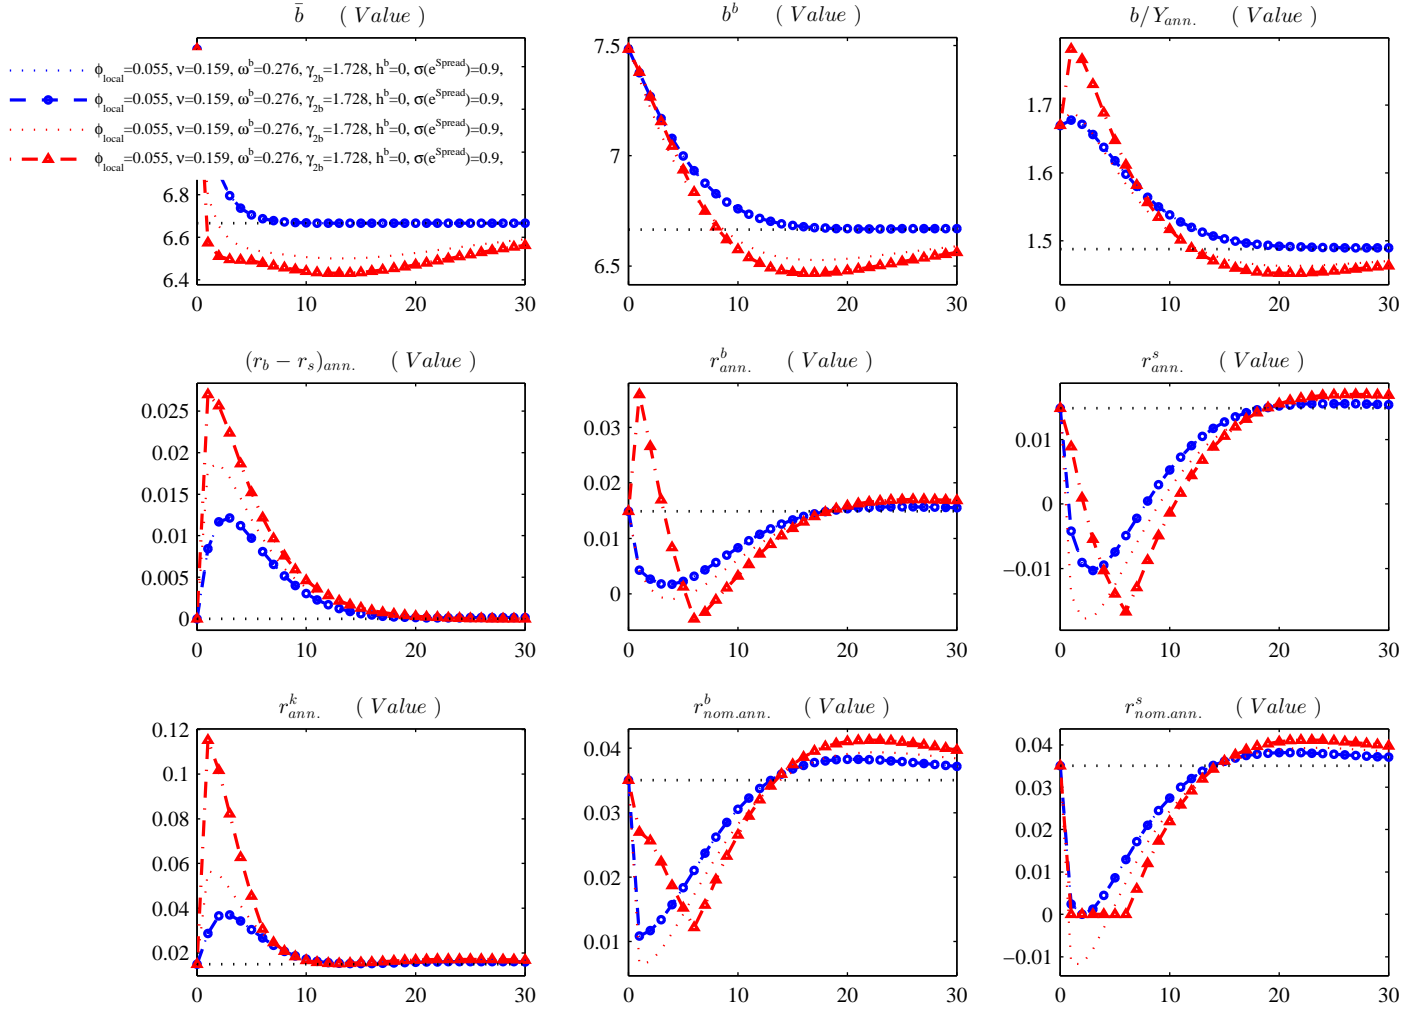 b̄ ( Value )
b^b ( Value )
b/Y_ann. ( Value )
7.5
7
6.5
1.7
1.6
1.5
ϕ_local=0.055, ν=0.159, ω^b=0.276, γ_2b=1.728, h^b=0, σ(e^Spread)=0.9,
ϕ_local=0.055, ν=0.159, ω^b=0.276, γ_2b=1.728, h^b=0, σ(e^Spread)=0.9,
ϕ_local=0.055, ν=0.159, ω^b=0.276, γ_2b=1.728, h^b=0, σ(e^Spread)=0.9,
ϕ_local=0.055, ν=0.159, ω^b=0.276, γ_2b=1.728, h^b=0, σ(e^Spread)=0.9,
6.8
6.6
6.4
0 10 20 30
0 10 20 30
0 10 20 30
(r_b − r_s)_ann. ( Value )
r^b_ann. ( Value )
r^s_ann. ( Value )
0.025
0.02
0.015
0.01
0.005
0
0.03
0.02
0.01
0
0.01
0
−0.01
0 10 20 30
0 10 20 30
0 10 20 30
r^k_ann. ( Value )
r^b_nom.ann. ( Value )
r^s_nom.ann. ( Value )
0.12
0.1
0.08
0.06
0.04
0.02
0.04
0.03
0.02
0.01
0.04
0.03
0.02
0.01
0
−0.01
0 10 20 30
0 10 20 30
0 10 20 30